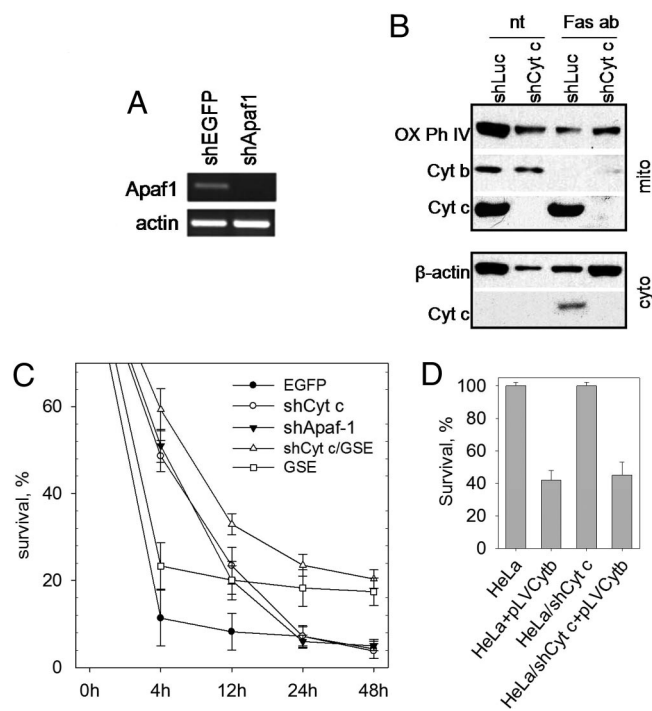 A
shEGFP
shApaf1
Apaf1
actin
B
nt
Fas ab
shLuc
shCyt c
shLuc
shCyt c
OX Ph IV
Cyt b
Cyt c
mito
β-actin
Cyt c
cyto
C
EGFP
shCyt c
shApaf-1
shCyt c/GSE
GSE
survival, %
60
40
20
0
0h
4h
12h
24h
48h
D
Survival, %
100
80
60
40
20
0
HeLa
HeLa+pLVCytb
HeLa/shCyt c
HeLa/shCyt c+pLVCytb